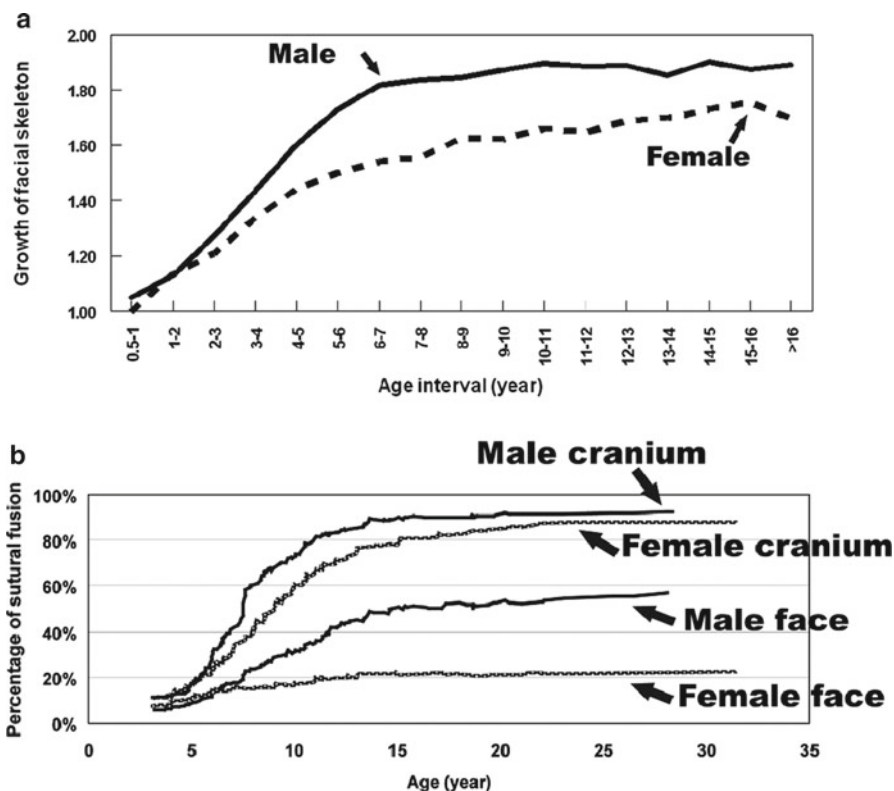 a
Growth of facial skeleton
2.00
1.80
1.60
1.40
1.20
1.00
Male
Female
0.5-1
1-2
2-3
3-4
4-5
5-6
6-7
7-8
8-9
9-10
10-11
11-12
12-13
13-14
14-15
15-16
>16
Age interval (year)
b
Percentage of sutural fusion
100%
80%
60%
40%
20%
0%
Male cranium
Female cranium
Male face
Female face
0 5 10 15 20 25 30 35
Age (year)